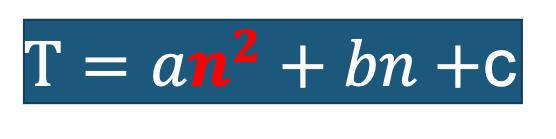 T = an² + bn +c